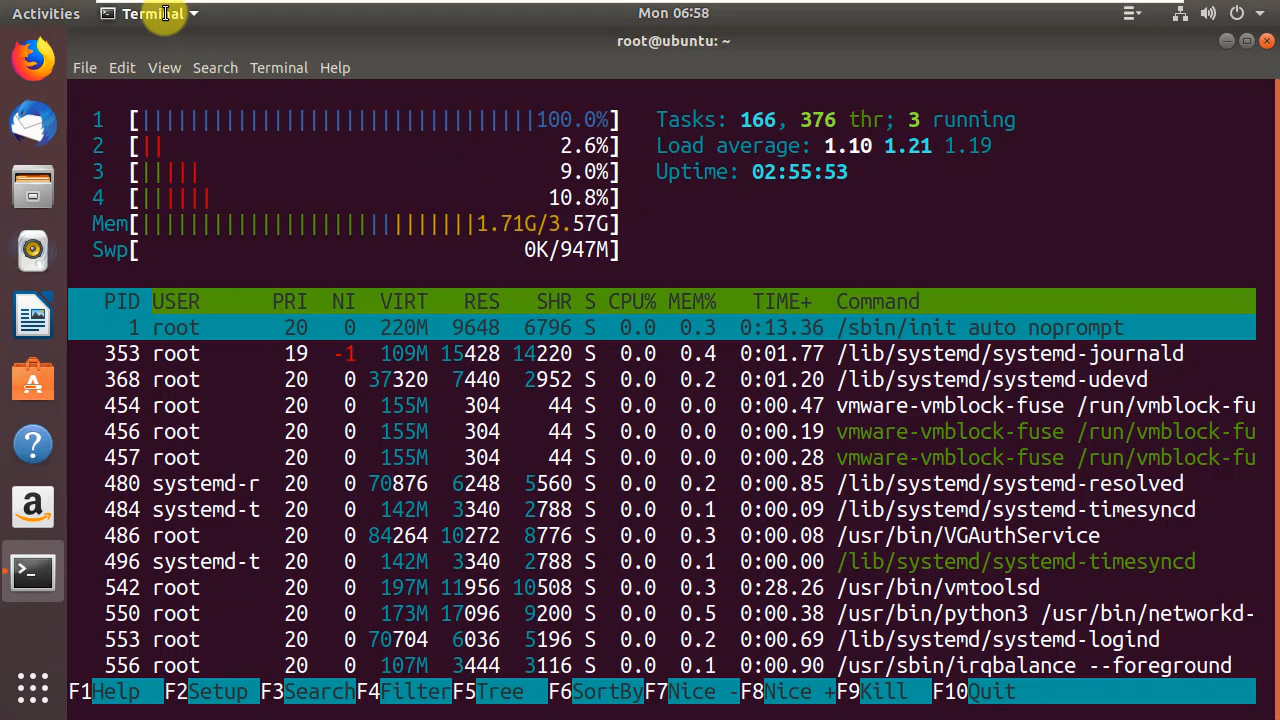 Activities Terminal Mon 06:58
root@ubuntu: ~
File Edit View Search Terminal Help
1 [||||||||||||||||||||||||||||||||100.0%] Tasks: 166, 376 thr; 3 running
2 [|| 2.6%] Load average: 1.10 1.21 1.19
3 [||||| 9.0%] Uptime: 02:55:53
4 [|||||| 10.8%]
Mem[||||||||||||||||||||||||||||1.71G/3.57G]
Swp[ 0K/947M]
PID USER PRI NI VIRT RES SHR S CPU% MEM% TIME+ Command
1 root 20 0 220M 9648 6796 S 0.0 0.3 0:13.36 /sbin/init auto noprompt
353 root 19 -1 109M 15428 14220 S 0.0 0.4 0:01.77 /lib/systemd/systemd-journald
368 root 20 0 37320 7440 2952 S 0.0 0.2 0:01.20 /lib/systemd/systemd-udevd
454 root 20 0 155M 304 44 S 0.0 0.0 0:00.47 vmware-vmblock-fuse /run/vmblock-fu
456 root 20 0 155M 304 44 S 0.0 0.0 0:00.19 vmware-vmblock-fuse /run/vmblock-fu
457 root 20 0 155M 304 44 S 0.0 0.0 0:00.28 vmware-vmblock-fuse /run/vmblock-fu
480 systemd-r 20 0 70876 6248 5560 S 0.0 0.2 0:00.85 /lib/systemd/systemd-resolved
484 systemd-t 20 0 142M 3340 2788 S 0.0 0.1 0:00.09 /lib/systemd/systemd-timesyncd
486 root 20 0 84264 10272 8776 S 0.0 0.3 0:00.08 /usr/bin/VGAuthService
496 systemd-t 20 0 142M 3340 2788 S 0.0 0.1 0:00.00 /lib/systemd/systemd-timesyncd
542 root 20 0 197M 11956 10508 S 0.0 0.3 0:28.26 /usr/bin/vmtoolsd
550 root 20 0 173M 17096 9200 S 0.0 0.5 0:00.38 /usr/bin/python3 /usr/bin/networkd-
553 root 20 0 70704 6036 5196 S 0.0 0.2 0:00.69 /lib/systemd/systemd-logind
556 root 20 0 107M 3444 3116 S 0.0 0.1 0:00.90 /usr/sbin/irqbalance --foreground
F1Help F2Setup F3SearchF4FilterF5Tree F6SortByF7Nice -F8Nice +F9Kill F10Quit